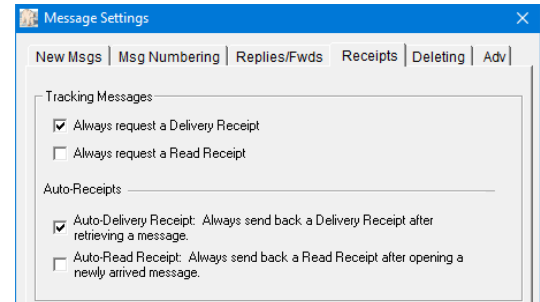 Message Settings
New Msgs Msg Numbering Replies/Fwds Receipts Deleting Adv
Tracking Messages
Always request a Delivery Receipt
Always request a Read Receipt
Auto-Receipts
Auto-Delivery Receipt: Always send back a Delivery Receipt after
retrieving a message.
Auto-Read Receipt: Always send back a Read Receipt after opening a
newly arrived message.